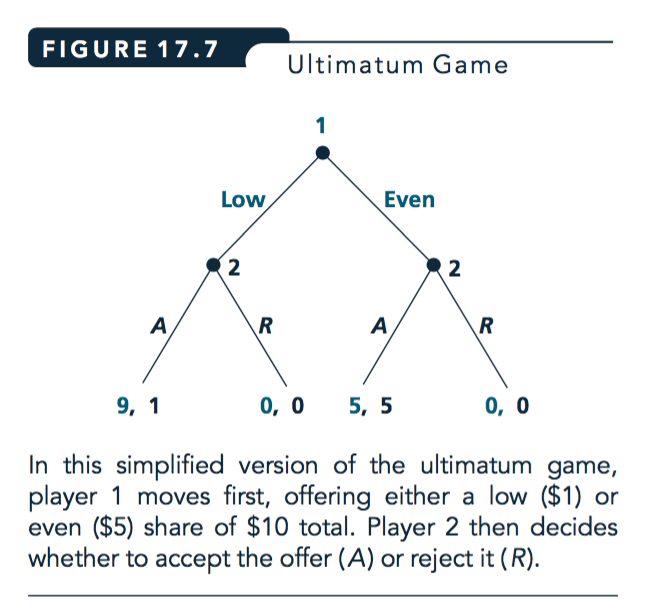 FIGURE 17.7
Ultimatum Game
1
Low
Even
2
2
A
R
A
R
9, 1
0, 0
5, 5
0, 0
In this simplified version of the ultimatum game,
player 1 moves first, offering either a low ($1) or
even ($5) share of $10 total. Player 2 then decides
whether to accept the offer (A) or reject it (R).